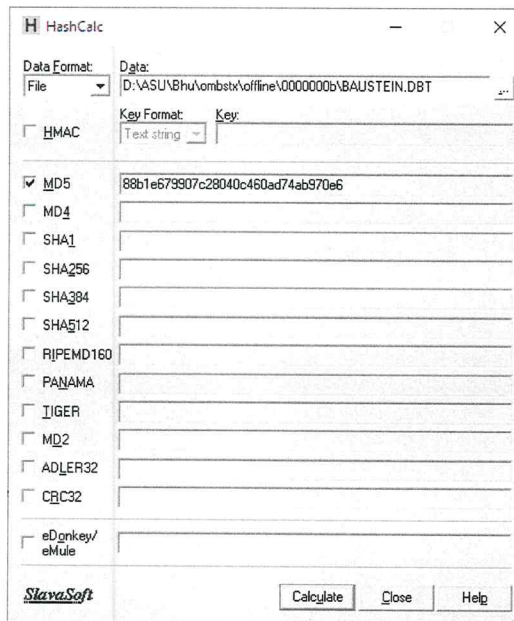 HashCalc
Data Format: Data:
File D:\ASU\Bhu\ombstx\offline\0000000b\BAUSTEIN.DBT ...
Key Format: Key:
HMAC Text string
MD5 88b1e679907c28040c460ad74ab970e6
MD4
SHA1
SHA256
SHA384
SHA512
RIPEMD160
PANAMA
TIGER
MD2
ADLER32
CRC32
eDonkey/
eMule
SlavaSoft Calculate Close Help